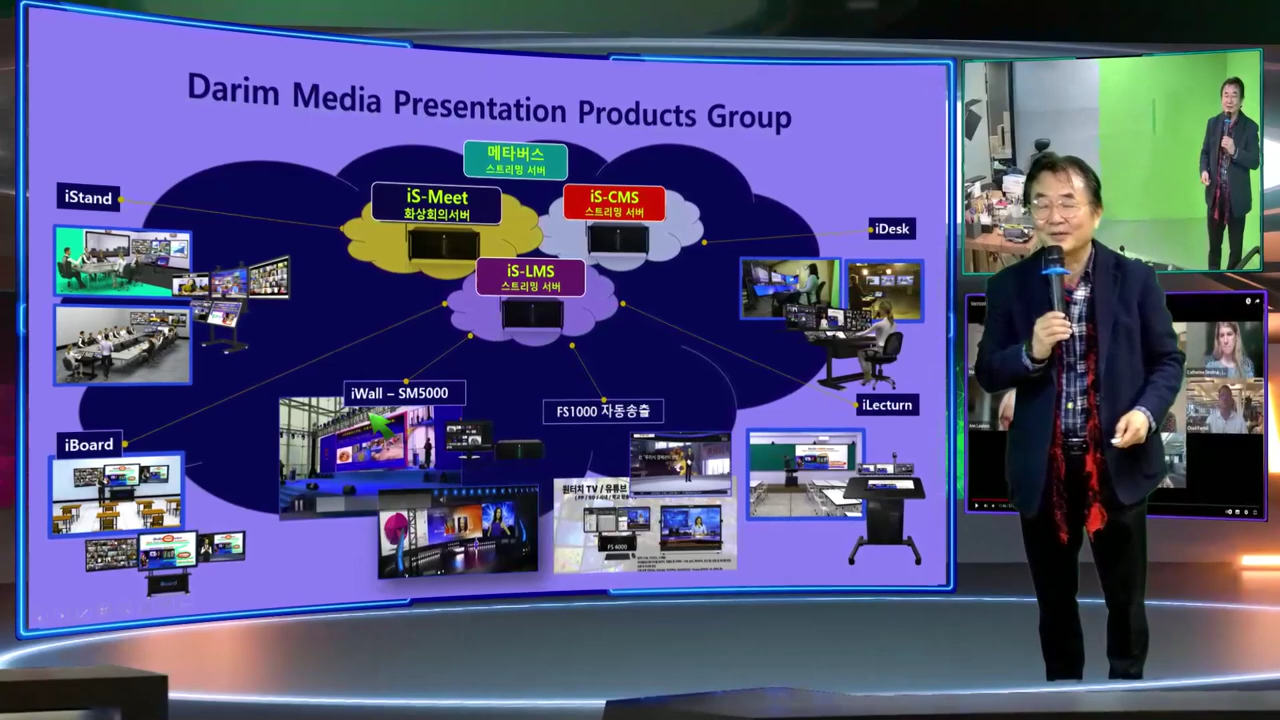 Darim Media Presentation Products Group
메타버스
스트리밍 서버
iS-Meet
화상회의서버
iS-CMS
스트리밍 서버
iS-LMS
스트리밍 서버
iStand
iDesk
iWall – SM5000
FS1000 자동송출
iLecturn
iBoard
원터치 TV / 유튜브
FS 4000
iBoard